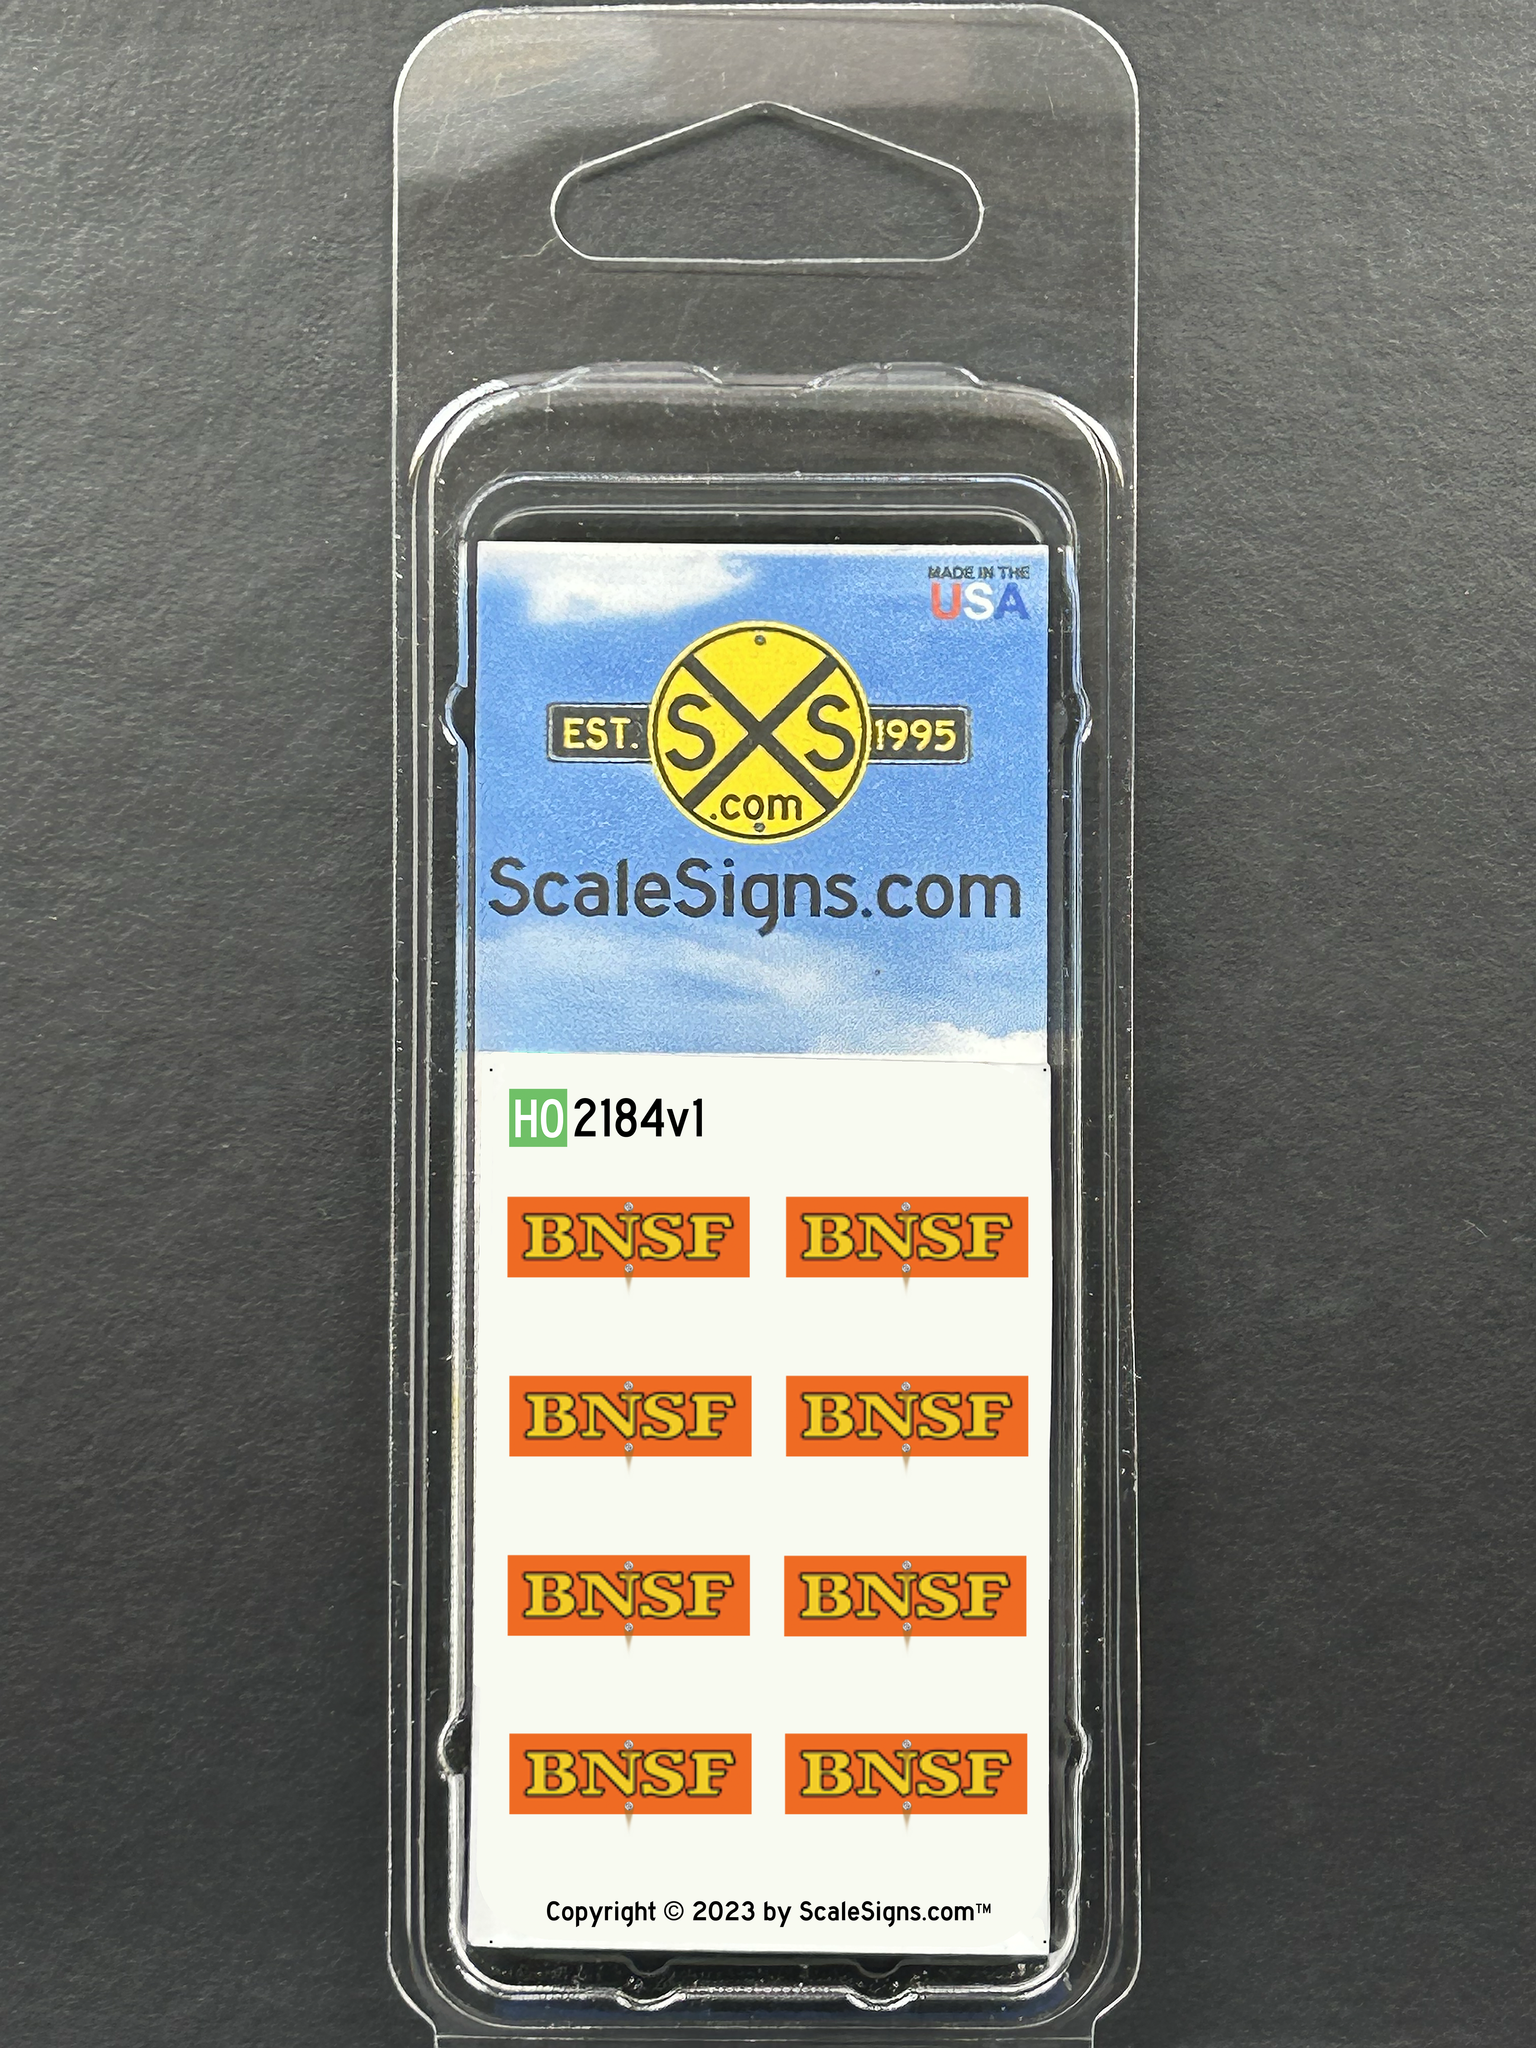 MADE IN THE
USA
EST. S S 1995
.com
ScaleSigns.com
HO 2184v1
BNSF BNSF
BNSF BNSF
BNSF BNSF
BNSF BNSF
Copyright © 2023 by ScaleSigns.com™